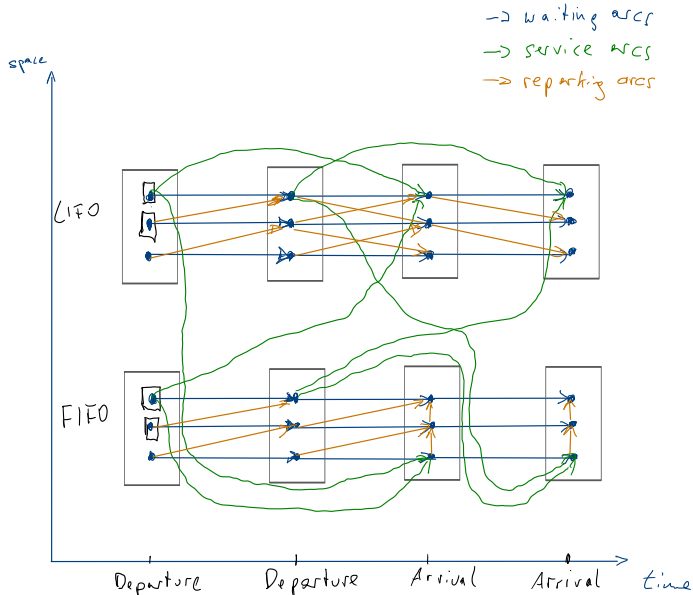 → waiting arcs
→ service arcs
→ reparking arcs
space
LIFO
FIFO
Departure Departure Arrival Arrival time